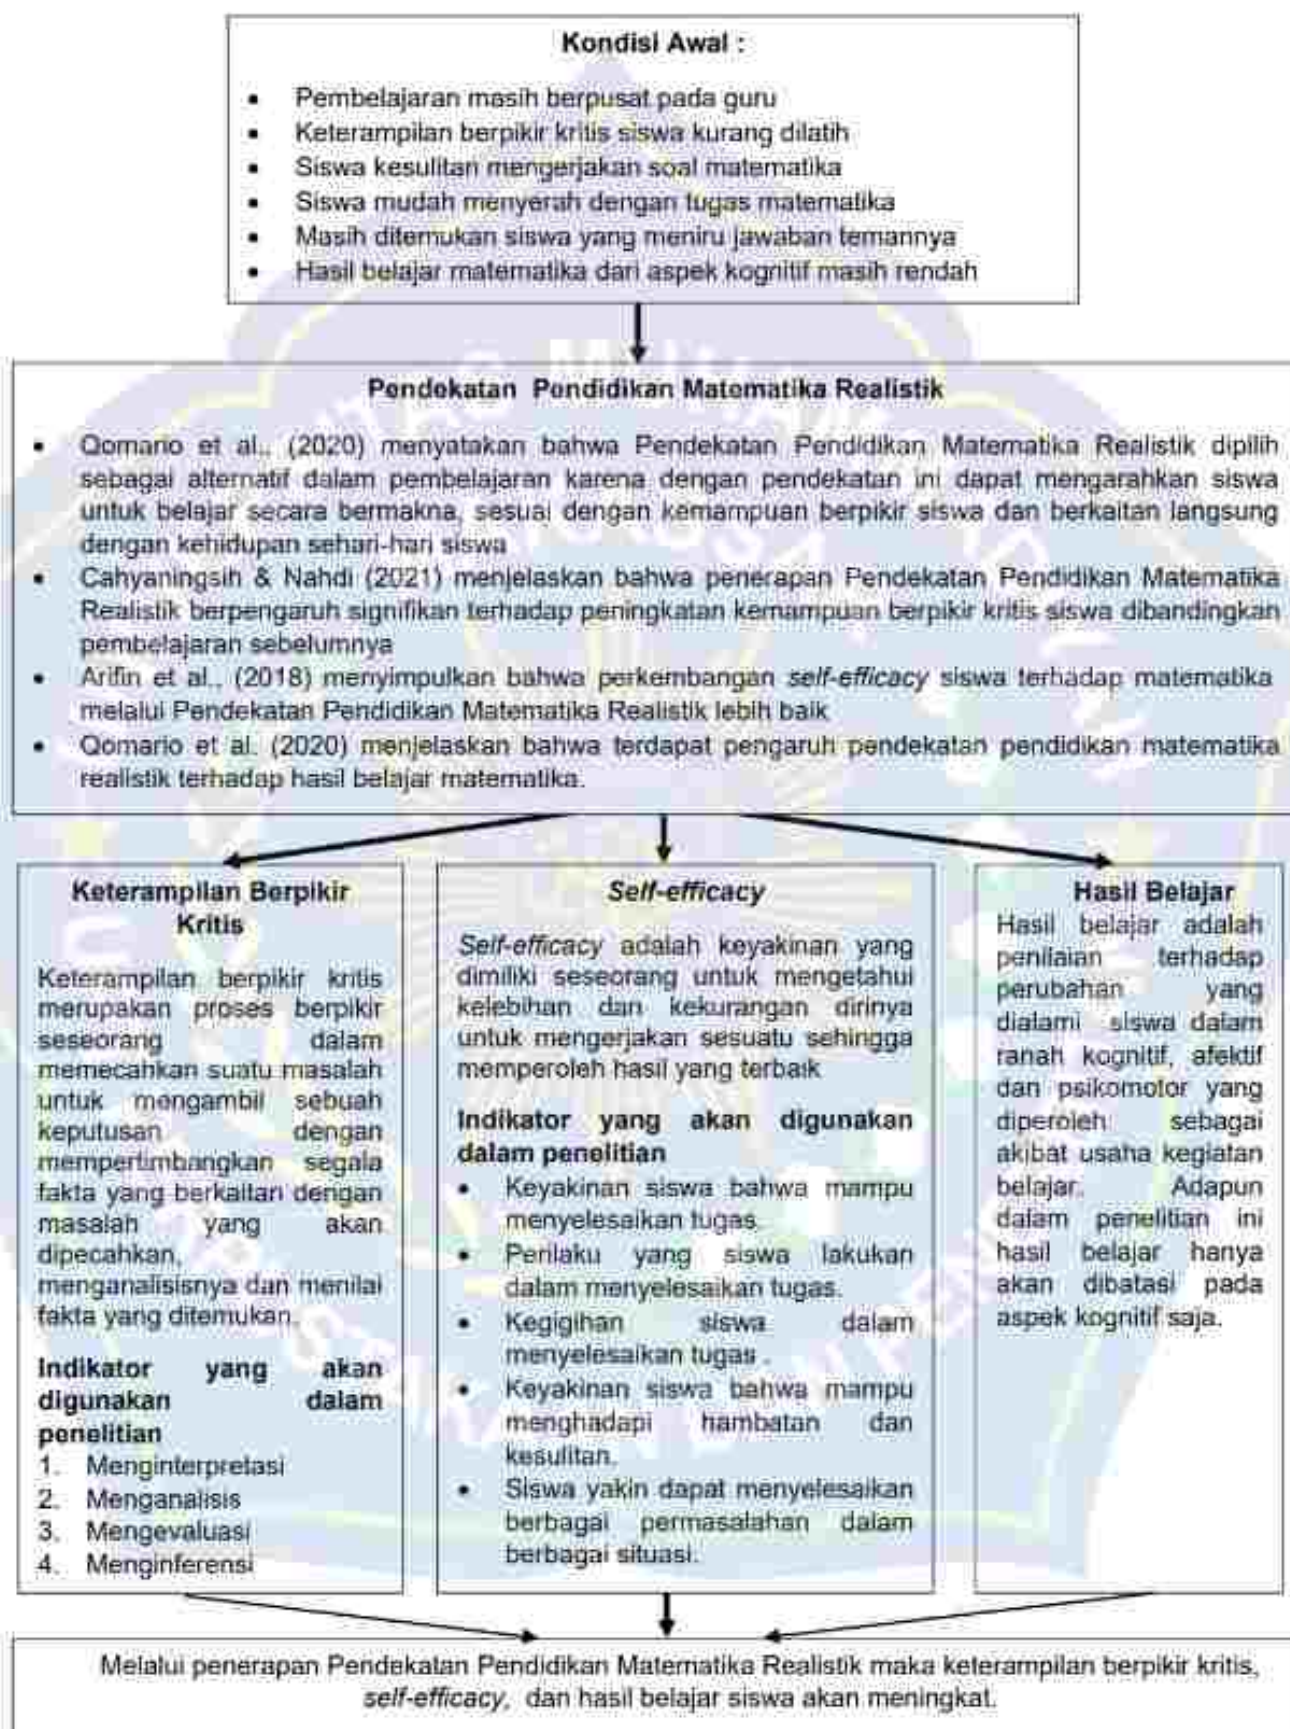 Kondisi Awal :
• Pembelajaran masih berpusat pada guru
• Keterampilan berpikir kritis siswa kurang dilatih
• Siswa kesulitan mengerjakan soal matematika
• Siswa mudah menyerah dengan tugas matematika
• Masih ditemukan siswa yang meniru jawaban temannya
• Hasil belajar matematika dari aspek kognitif masih rendah
Pendekatan Pendidikan Matematika Realistik
• Qomario et al., (2020) menyatakan bahwa Pendekatan Pendidikan Matematika Realistik dipilih
sebagai alternatif dalam pembelajaran karena dengan pendekatan ini dapat mengarahkan siswa
untuk belajar secara bermakna, sesuai dengan kemampuan berpikir siswa dan berkaitan langsung
dengan kehidupan sehari-hari siswa
• Cahyaningsih & Nahdi (2021) menjelaskan bahwa penerapan Pendekatan Pendidikan Matematika
Realistik berpengaruh signifikan terhadap peningkatan kemampuan berpikir kritis siswa dibandingkan
pembelajaran sebelumnya
• Arifin et al., (2018) menyimpulkan bahwa perkembangan self-efficacy siswa terhadap matematika
melalui Pendekatan Pendidikan Matematika Realistik lebih baik
• Qomario et al. (2020) menjelaskan bahwa terdapat pengaruh pendekatan pendidikan matematika
realistik terhadap hasil belajar matematika.
Keterampilan Berpikir
Kritis
Keterampilan berpikir kritis
merupakan proses berpikir
seseorang dalam
memecahkan suatu masalah
untuk mengambil sebuah
keputusan dengan
mempertimbangkan segala
fakta yang berkaitan dengan
masalah yang akan
dipecahkan,
menganalisisnya dan menilai
fakta yang ditemukan.
Indikator yang akan
digunakan dalam
penelitian
1. Menginterpretasi
2. Menganalisis
3. Mengevaluasi
4. Menginferensi
Self-efficacy
Self-efficacy adalah keyakinan yang
dimiliki seseorang untuk mengetahui
kelebihan dan kekurangan dirinya
untuk mengerjakan sesuatu sehingga
memperoleh hasil yang terbaik
Indikator yang akan digunakan
dalam penelitian
• Keyakinan siswa bahwa mampu
menyelesaikan tugas.
• Perilaku yang siswa lakukan
dalam menyelesaikan tugas.
• Kegigihan siswa dalam
menyelesaikan tugas .
• Keyakinan siswa bahwa mampu
menghadapi hambatan dan
kesulitan.
• Siswa yakin dapat menyelesaikan
berbagai permasalahan dalam
berbagai situasi.
Hasil Belajar
Hasil belajar adalah
penilaian terhadap
perubahan yang
dialami siswa dalam
ranah kognitif, afektif
dan psikomotor yang
diperoleh sebagai
akibat usaha kegiatan
belajar. Adapun
dalam penelitian ini
hasil belajar hanya
akan dibatasi pada
aspek kognitif saja.
Melalui penerapan Pendekatan Pendidikan Matematika Realistik maka keterampilan berpikir kritis,
self-efficacy, dan hasil belajar siswa akan meningkat.